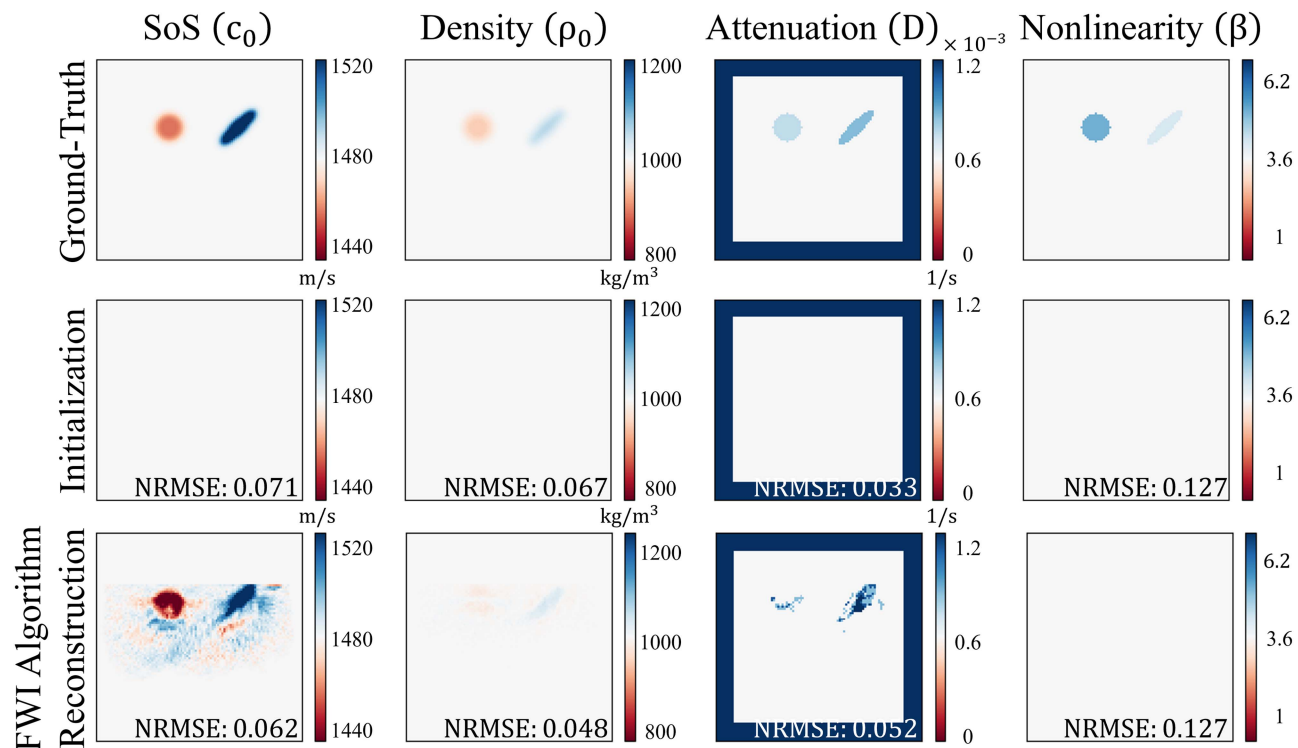 SoS (c₀)
Density (ρ₀)
Attenuation (D)
× 10⁻³
Nonlinearity (β)
Ground-Truth
1520
1480
1440
m/s
1200
1000
800
kg/m³
1.2
0.6
0
1/s
6.2
3.6
1
Initialization
NRMSE: 0.071
1520
1480
1440
m/s
NRMSE: 0.067
1200
1000
800
kg/m³
NRMSE: 0.033
1.2
0.6
0
1/s
NRMSE: 0.127
6.2
3.6
1
FWI Algorithm
Reconstruction
NRMSE: 0.062
1520
1480
1440
NRMSE: 0.048
1200
1000
800
NRMSE: 0.052
1.2
0.6
0
NRMSE: 0.127
6.2
3.6
1